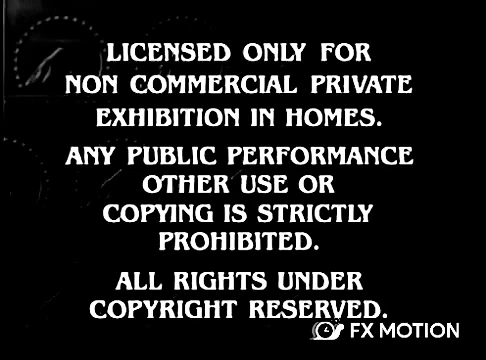 LICENSED ONLY FOR
NON COMMERCIAL PRIVATE
EXHIBITION IN HOMES.
ANY PUBLIC PERFORMANCE
OTHER USE OR
COPYING IS STRICTLY
PROHIBITED.
ALL RIGHTS UNDER
COPYRIGHT RESERVED.
FX MOTION